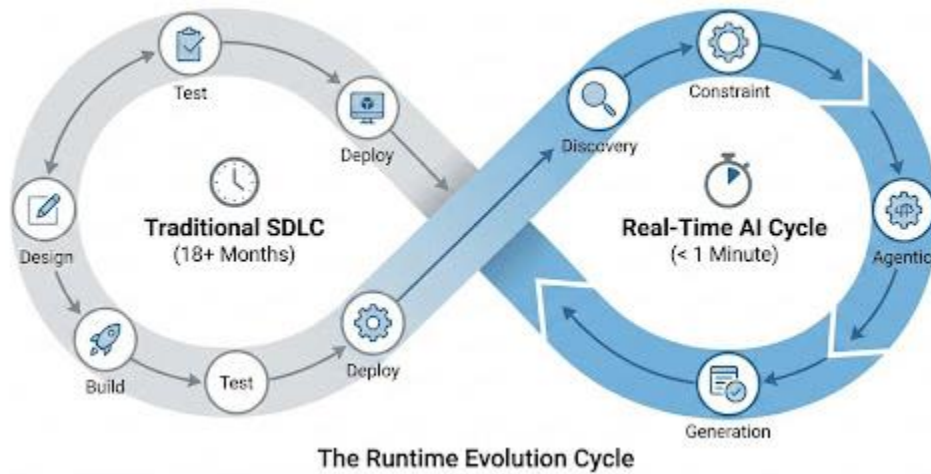 Test
Deploy
Design
Build
Test
Deploy
Traditional SDLC
(18+ Months)
Discovery
Constraint
Agentic
Generation
Real-Time AI Cycle
(< 1 Minute)
The Runtime Evolution Cycle